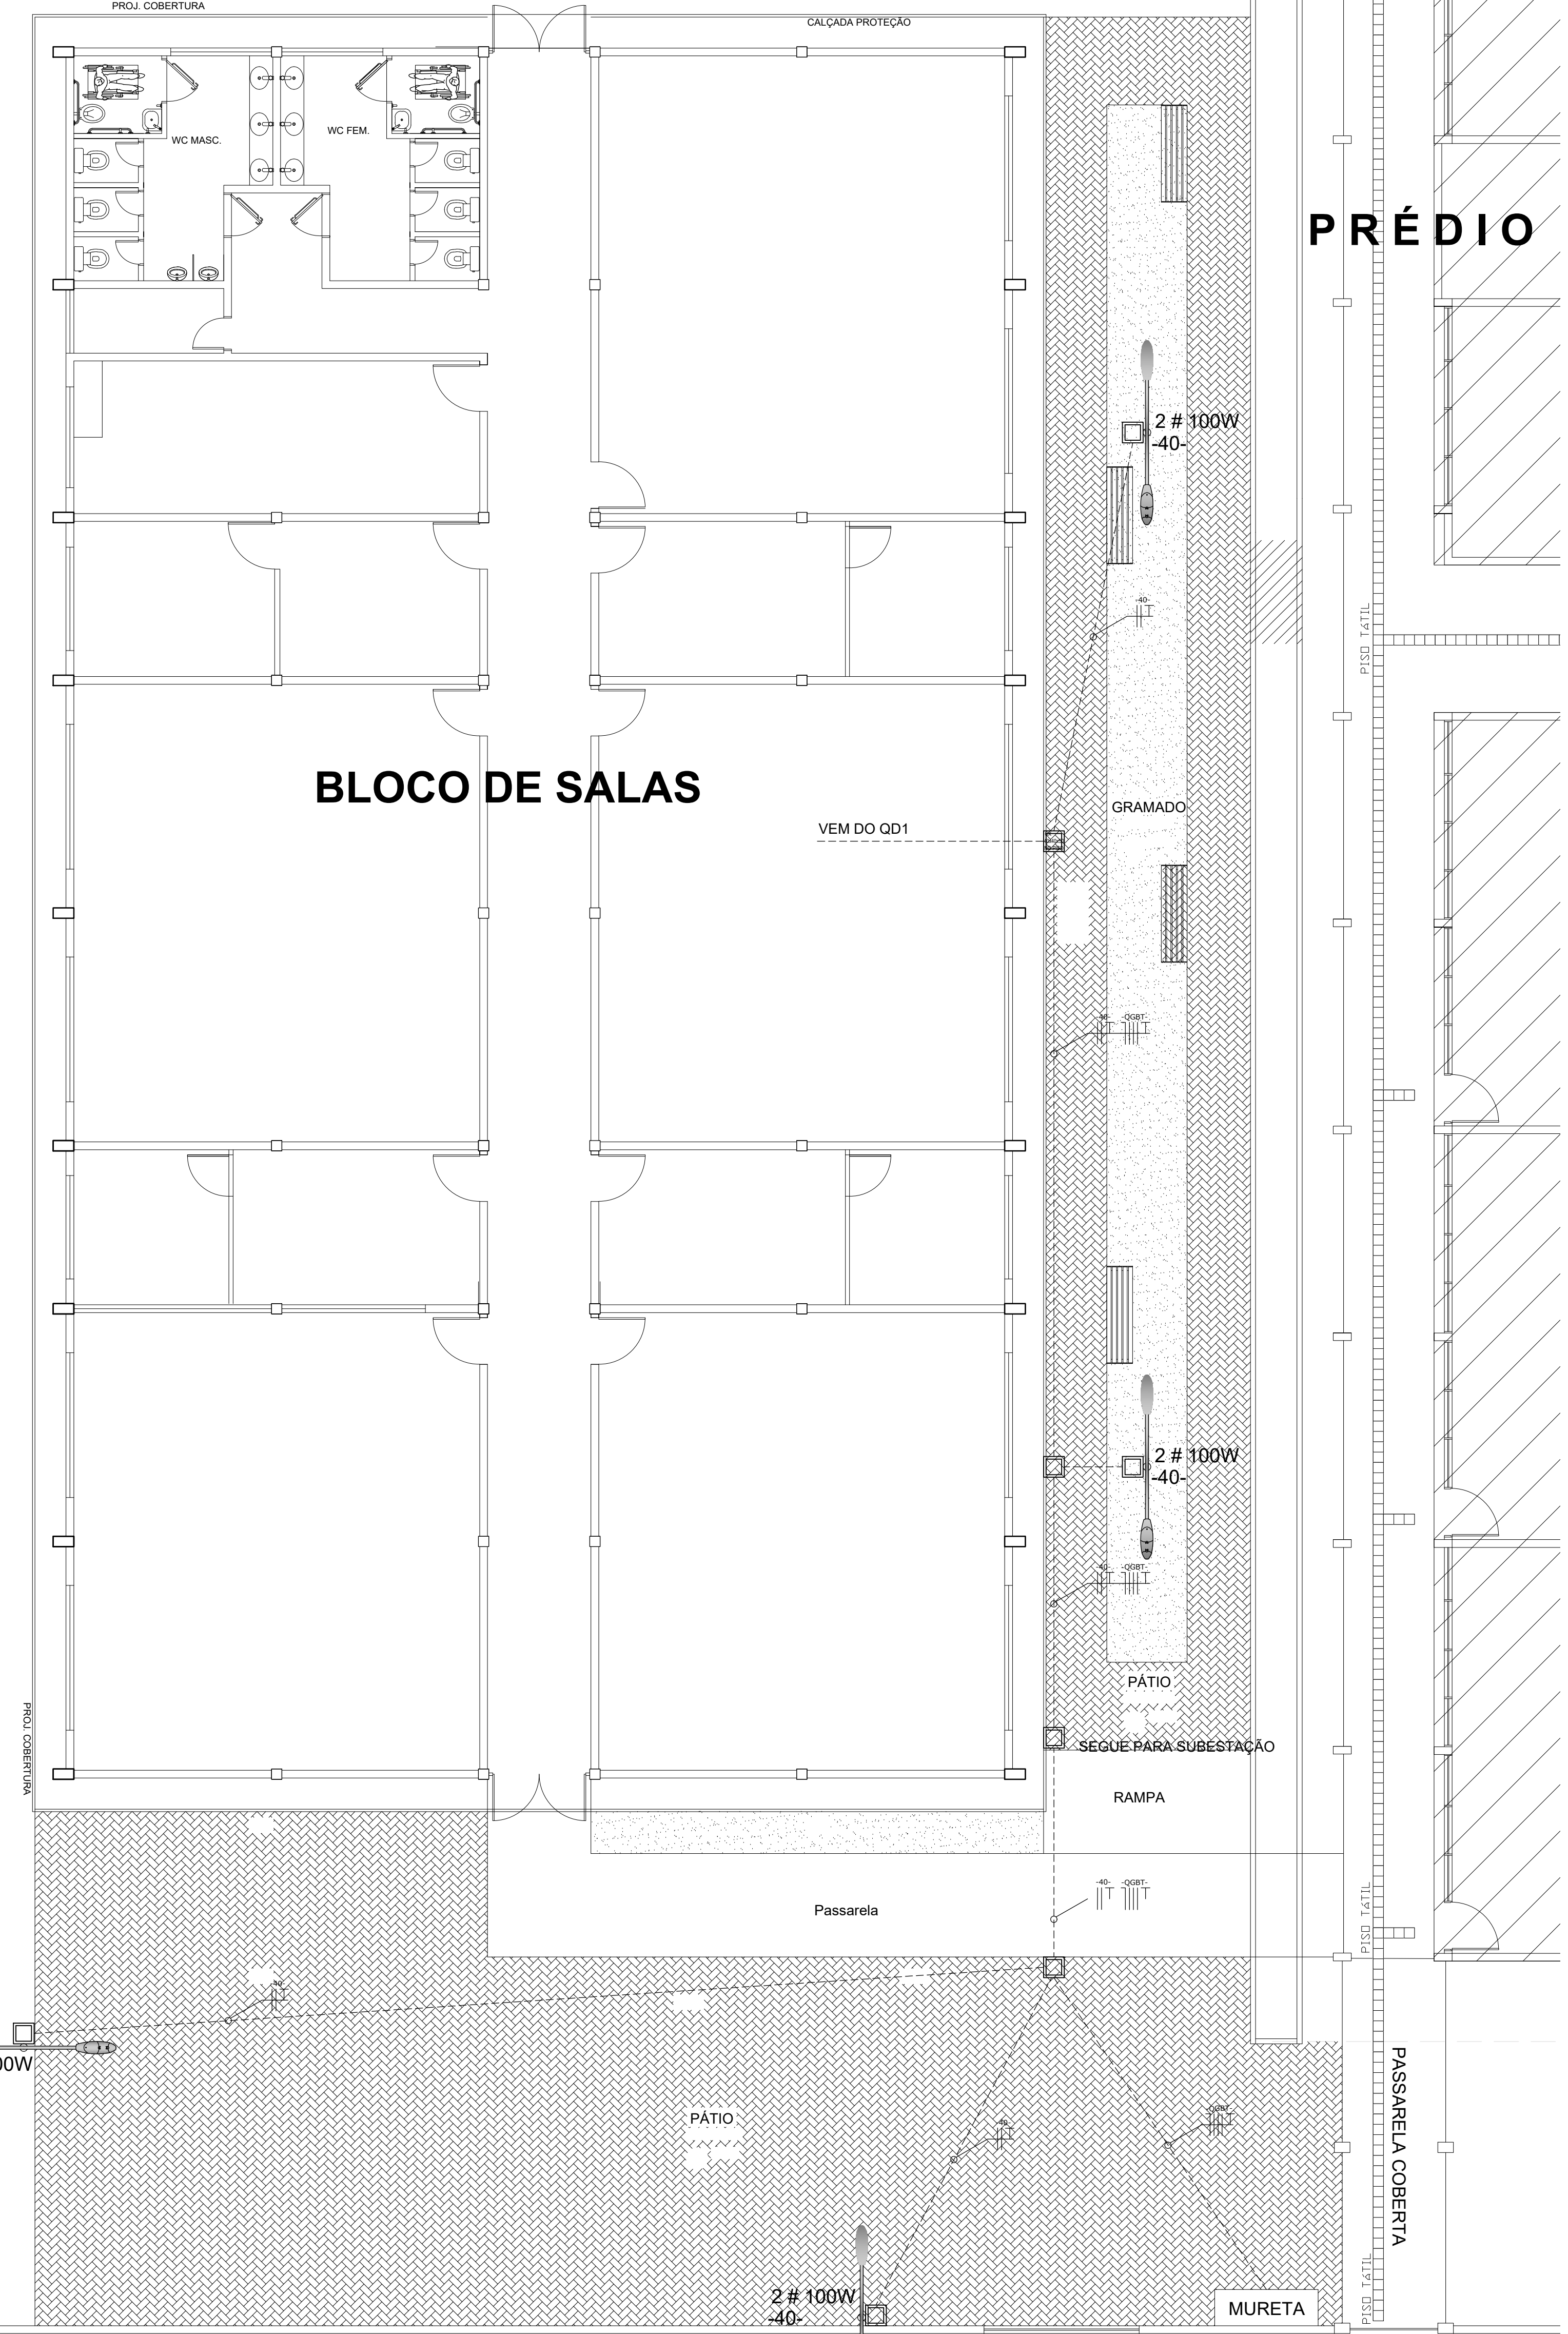 PROJ. COBERTURA
CALÇADA PROTEÇÃO
WC MASC.
WC FEM.
PRÉDIO
2 # 100W
-40-
-40-
PISO TáTIL
BLOCO DE SALAS
GRAMADO
VEM DO QD1
-40- -QGBT-
2 # 100W
-40-
-40- -QGBT-
PÁTIO
PROJ. COBERTURA
SEGUE PARA SUBESTAÇÃO
RAMPA
-40- -QGBT-
Passarela
PISO TáTIL
-40-
00W
PASSARELA COBERTA
PÁTIO
-40-
-QGBT-
2 # 100W
-40-
MURETA
PISO TáTIL